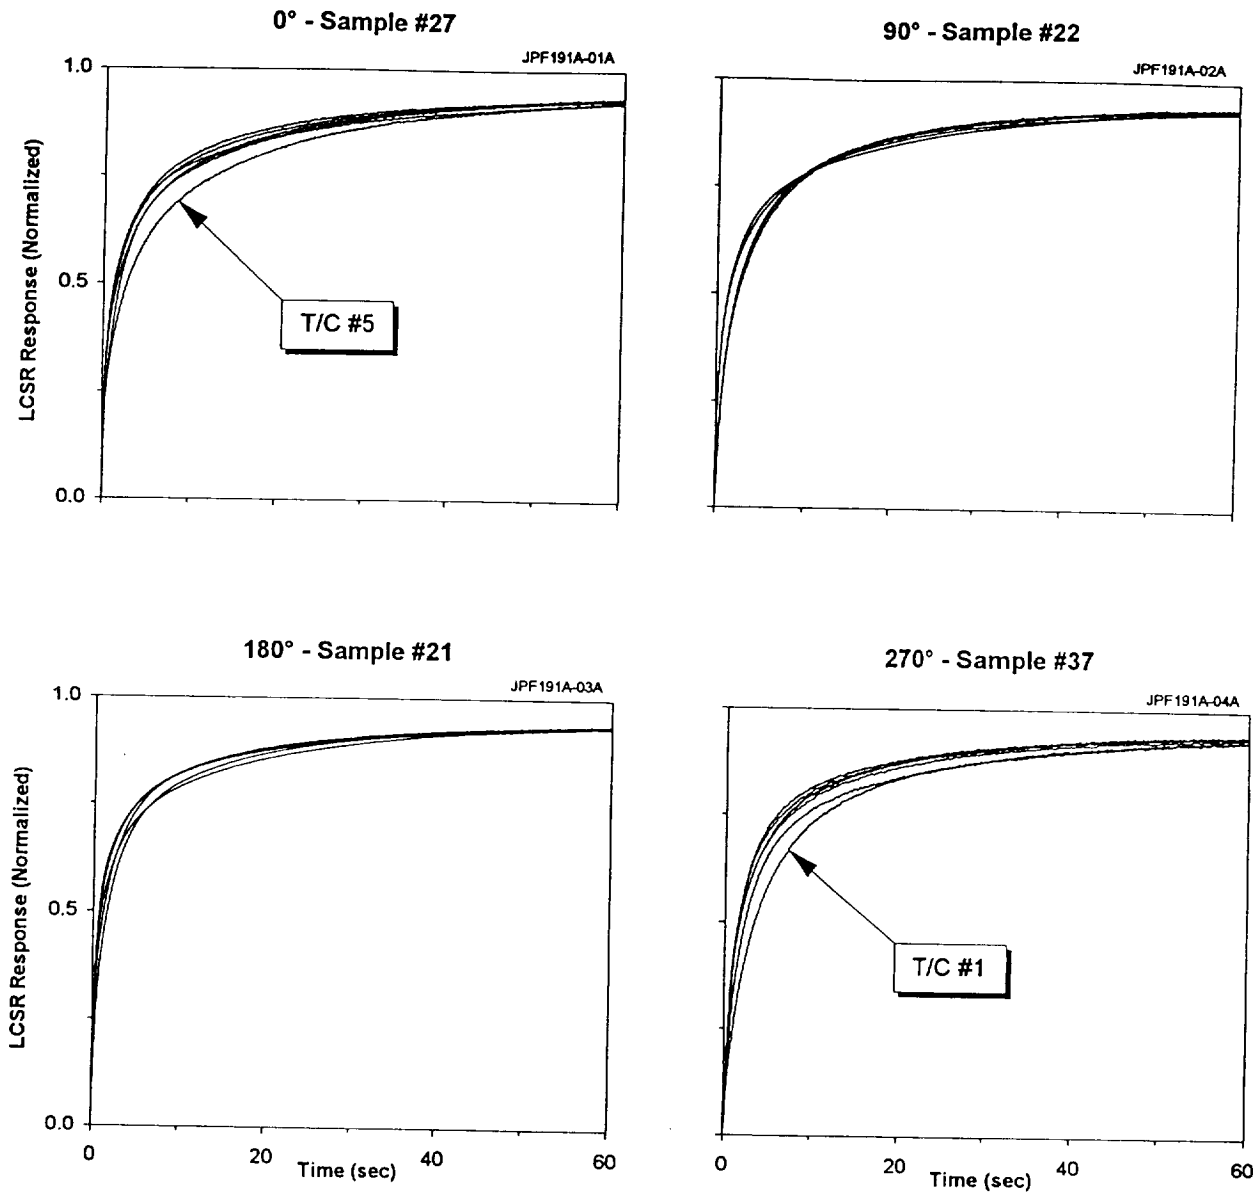 0° - Sample #27
JPF191A-01A
1.0
0.5
0.0
LCSR Response (Normalized)
T/C #5
90° - Sample #22
JPF191A-02A
180° - Sample #21
JPF191A-03A
1.0
0.5
0.0
LCSR Response (Normalized)
0
20
40
60
Time (sec)
270° - Sample #37
JPF191A-04A
T/C #1
0
20
40
60
Time (sec)